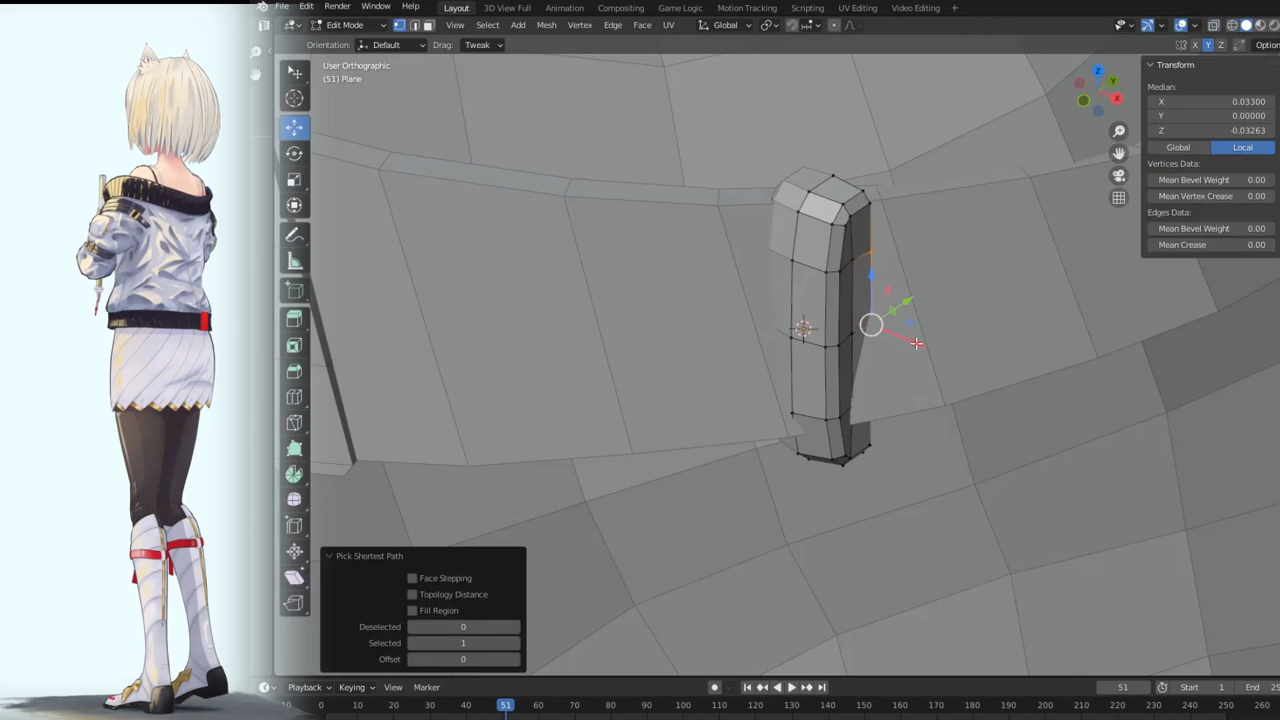 File Edit Render Window Help Layout 3D View Full Animation Compositing Game Logic Motion Tracking Scripting UV Editing Video Editing +
Edit Mode View Select Add Mesh Vertex Edge Face UV Global
Orientation: Default Drag: Tweak X Y Z
User Orthographic
(51) Plane
Transform
Median:
X 0.03300
Y 0.00000
Z -0.03263
Global Local
Vertices Data:
Mean Bevel Weight 0.00
Mean Vertex Crease 0.00
Edges Data:
Mean Bevel Weight 0.00
Mean Crease 0.00
Z
Y
X
Pick Shortest Path
Face Stepping
Topology Distance
Fill Region
Deselected 0
Selected 1
Offset 0
Playback Keying View Marker 51 Start 1 End
0 10 20 30 40 51 60 70 80 90 100 110 120 130 140 150 160 170 180 190 200 210 220 230 240 250 260